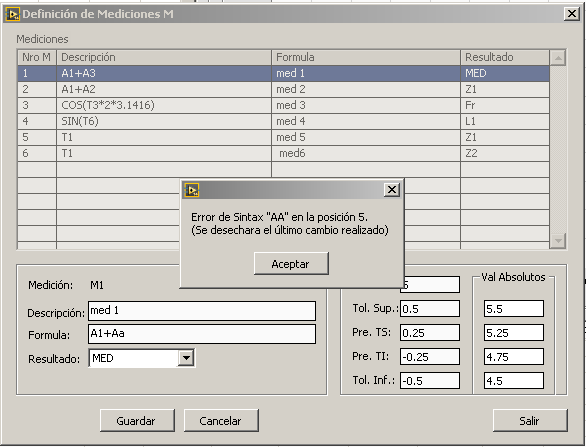 Definición de Mediciones M
Mediciones
Nro M Descripción Formula Resultado
1 A1+A3 med 1 MED
2 A1+A2 med 2 Z1
3 COS(T3*2*3.1416) med 3 Fr
4 SIN(T6) med 4 L1
5 T1 med 5 Z1
6 T1 med6 Z2
Error de Sintax "AA" en la posición 5.
(Se desechara el último cambio realizado)
Aceptar
Medición: M1
Descripción: med 1
Formula: A1+Aa
Resultado: MED
5
Tol. Sup.: 0.5
Pre. TS: 0.25
Pre. TI: -0.25
Tol. Inf.: -0.5
Val Absolutos
5.5
5.25
4.75
4.5
Guardar Cancelar Salir